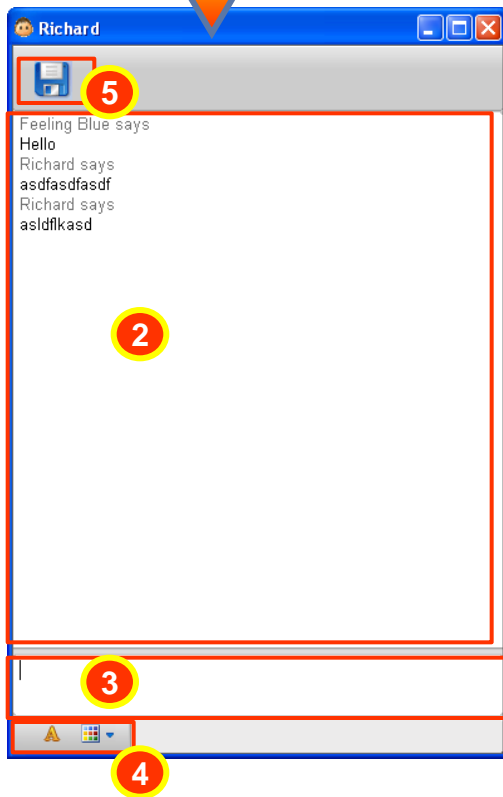 Richard
5
Feeling Blue says
Hello
Richard says
asdfasdfasdf
Richard says
asldflkasd
2
3
A
4